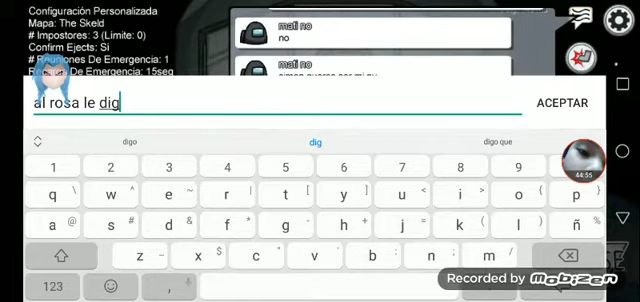 Configuración Personalizada
Mapa: The Skeld
# Impostores: 3 (Límite: 0)
Confirm Ejects: Sí
# Reuniones de Emergencia: 1
de Emergencia: 15seg
mati no
no
mati no
al rosa le dig
ACEPTAR
digo
dig
digo que
1 2 3 4 5 6 7 8 9
q \ w ^ e ~ r | t [ y ] u < i > o { p }
a @ s # d & f * g - h + j ( k l ) ñ %
z _ x $ c " v ' b : n ; m /
44:55
123
,
Recorded by Mobizen